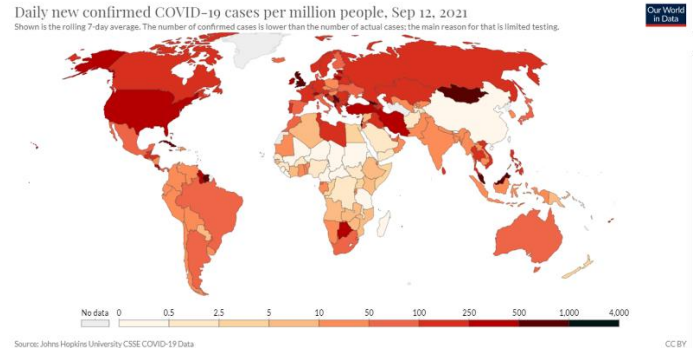 Daily new confirmed COVID-19 cases per million people, Sep 12, 2021
Our World
in Data
Shown is the rolling 7-day average. The number of confirmed cases is lower than the number of actual cases; the main reason for that is limited testing.
No data 0 0.5 2.5 5 10 50 100 250 500 1,000 4,000
Source: Johns Hopkins University CSSE COVID-19 Data CC BY